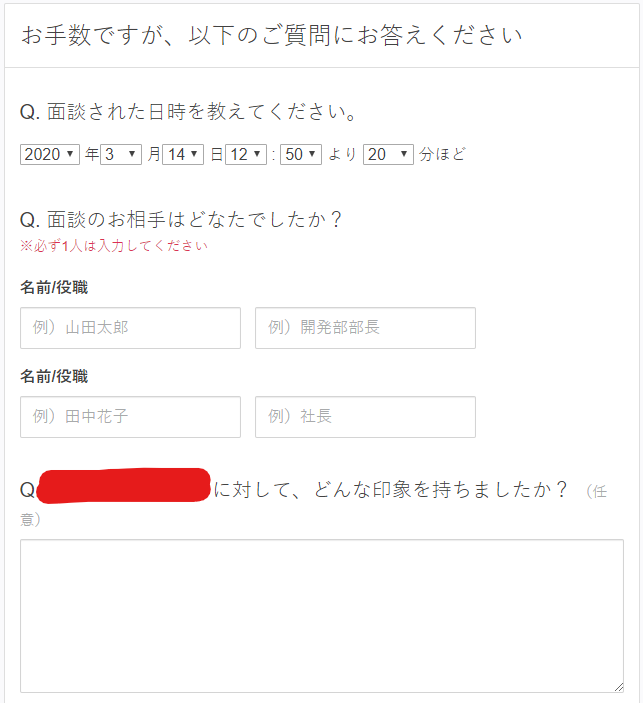 お手数ですが、以下のご質問にお答えください
Q. 面談された日時を教えてください。
2020 年 3 月 14 日 12 : 50 より 20 分ほど
Q. 面談のお相手はどなたでしたか？
※必ず1人は入力してください
名前/役職
例）山田太郎 例）開発部部長
名前/役職
例）田中花子 例）社長
Q に対して、どんな印象を持ちましたか？ （任
意）